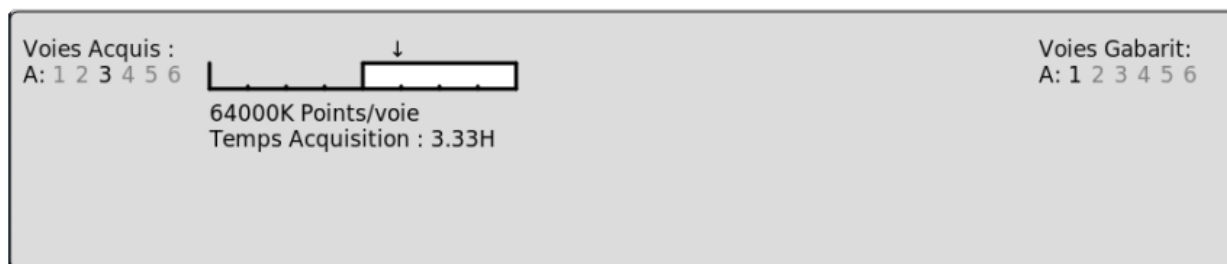 Voies Acquis :
A: 1 2 3 4 5 6
↓
64000K Points/voie
Temps Acquisition : 3.33H
Voies Gabarit:
A: 1 2 3 4 5 6